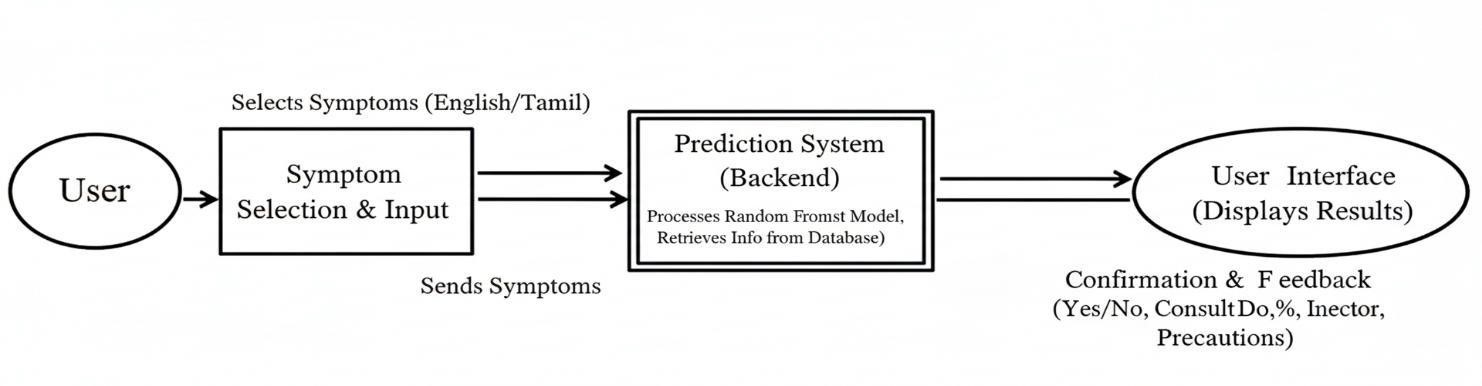 Selects Symptoms (English/Tamil)
User
Symptom
Selection & Input
Sends Symptoms
Prediction System
(Backend)
Processes Random Fromst Model,
Retrieves Info from Database)
User Interface
(Displays Results)
Confirmation & F eedback
(Yes/No, Consult Do,%, Inector,
Precautions)